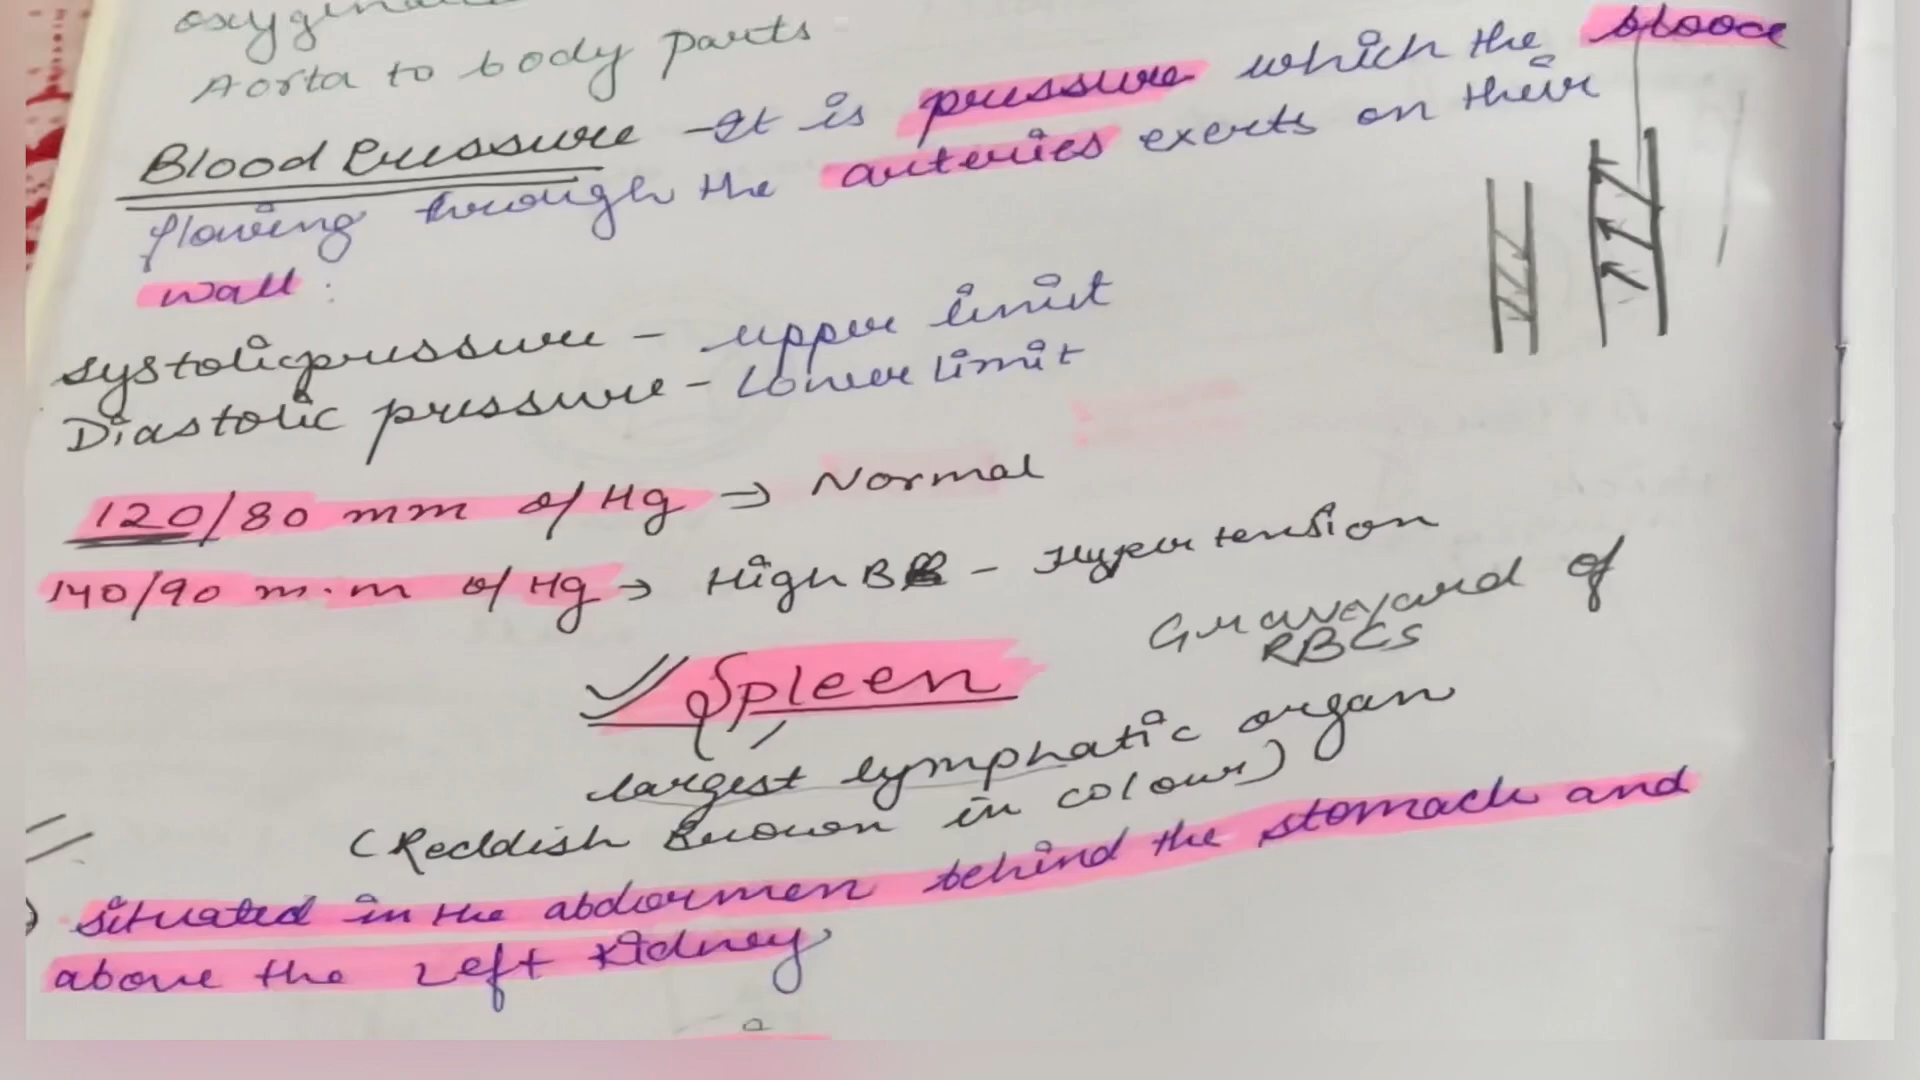 Aorta to body parts
Blood Pressure - It is pressure which the blood
flowing through the arteries exerts on their
wall :
systolic pressure - upper limit
Diastolic pressure - Lower limit
120/80 mm of Hg → Normal
140/90 m.m of Hg → High BP - Hypertension
Graveyard of
RBCs
Spleen
largest lymphatic organ
(Reddish Brown in colour)
situated in the abdormen behind the stomach and
above the left kidney